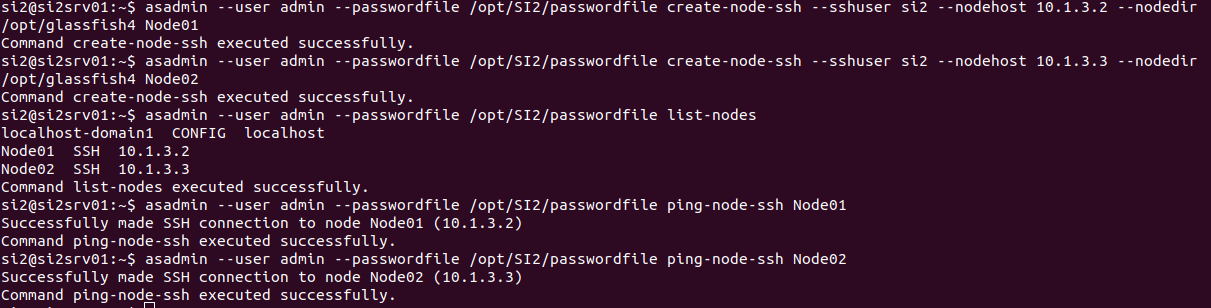 si2@si2srv01:~$ asadmin --user admin --passwordfile /opt/SI2/passwordfile create-node-ssh --sshuser si2 --nodehost 10.1.3.2 --nodedir
/opt/glassfish4 Node01
Command create-node-ssh executed successfully.
si2@si2srv01:~$ asadmin --user admin --passwordfile /opt/SI2/passwordfile create-node-ssh --sshuser si2 --nodehost 10.1.3.3 --nodedir
/opt/glassfish4 Node02
Command create-node-ssh executed successfully.
si2@si2srv01:~$ asadmin --user admin --passwordfile /opt/SI2/passwordfile list-nodes
localhost-domain1  CONFIG  localhost
Node01  SSH  10.1.3.2
Node02  SSH  10.1.3.3
Command list-nodes executed successfully.
si2@si2srv01:~$ asadmin --user admin --passwordfile /opt/SI2/passwordfile ping-node-ssh Node01
Successfully made SSH connection to node Node01 (10.1.3.2)
Command ping-node-ssh executed successfully.
si2@si2srv01:~$ asadmin --user admin --passwordfile /opt/SI2/passwordfile ping-node-ssh Node02
Successfully made SSH connection to node Node02 (10.1.3.3)
Command ping-node-ssh executed successfully.